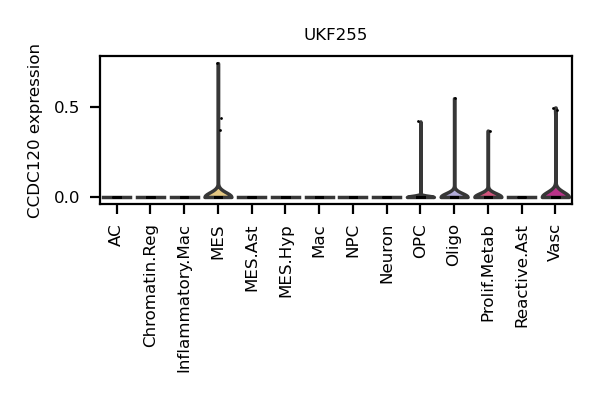 UKF255
CCDC120 expression
0.5
0.0
AC
Chromatin.Reg
Inflammatory.Mac
MES
MES.Ast
MES.Hyp
Mac
NPC
Neuron
OPC
Oligo
Prolif.Metab
Reactive.Ast
Vasc